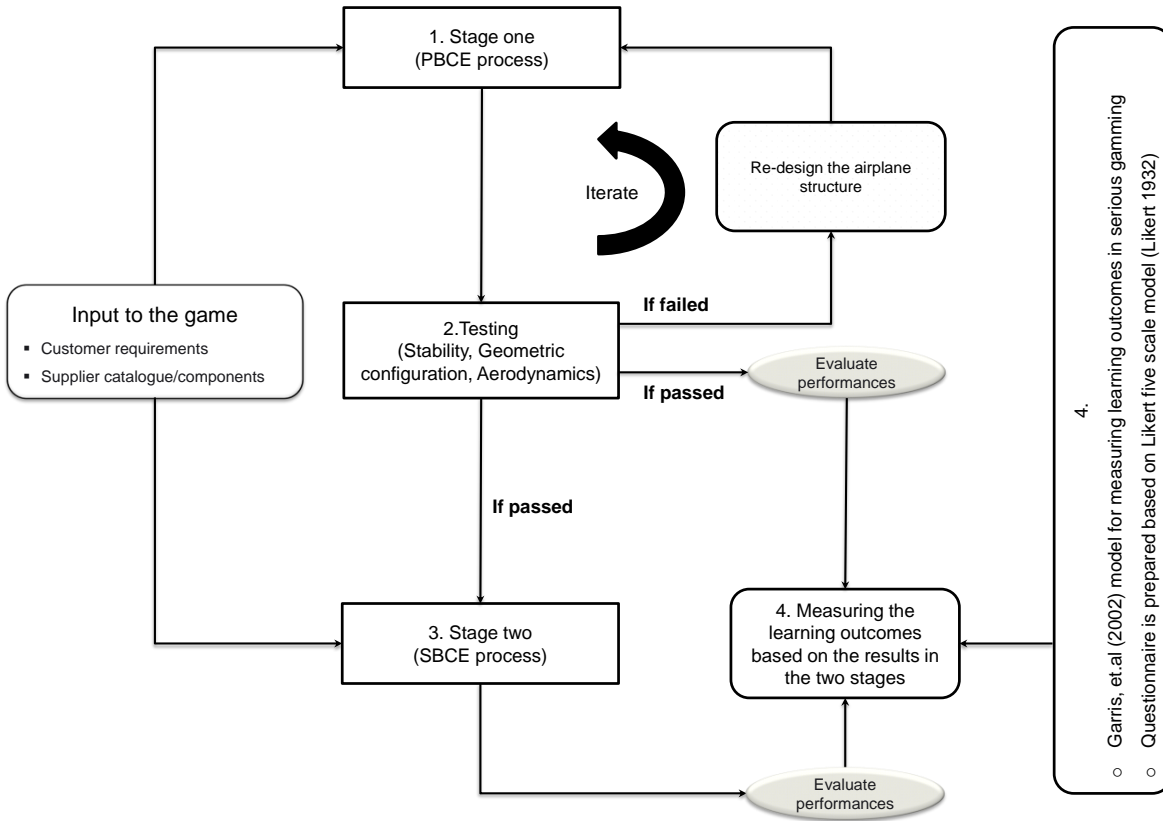 1. Stage one
(PBCE process)
Iterate
Re-design the airplane
structure
Input to the game
▪ Customer requirements
▪ Supplier catalogue/components
2.Testing
(Stability, Geometric
configuration, Aerodynamics)
If failed
If passed
Evaluate
performances
If passed
3. Stage two
(SBCE process)
4. Measuring the
learning outcomes
based on the results in
the two stages
Evaluate
performances
4.
○ Garris, et.al (2002) model for measuring learning outcomes in serious gamming
○ Questionnaire is prepared based on Likert five scale model (Likert 1932)